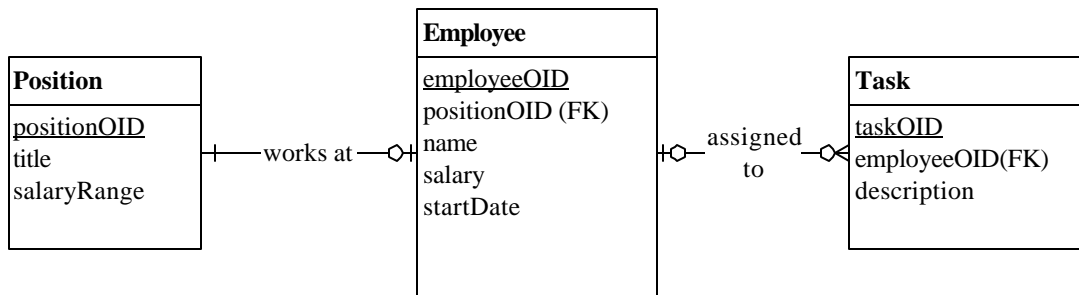 Position
positionOID
title
salaryRange
works at
Employee
employeeOID
positionOID (FK)
name
salary
startDate
assigned
to
Task
taskOID
employeeOID(FK)
description